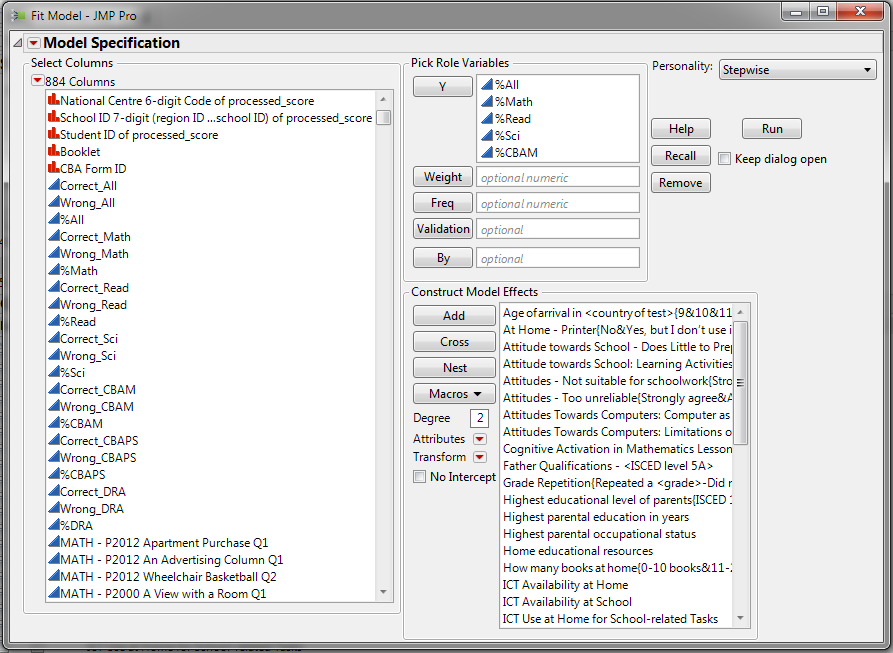 Fit Model - JMP Pro
Model Specification
Select Columns
884 Columns
National Centre 6-digit Code of processed_score
School ID 7-digit (region ID ...school ID) of processed_score
Student ID of processed_score
Booklet
CBA Form ID
Correct_All
Wrong_All
%All
Correct_Math
Wrong_Math
%Math
Correct_Read
Wrong_Read
%Read
Correct_Sci
Wrong_Sci
%Sci
Correct_CBAM
Wrong_CBAM
%CBAM
Correct_CBAPS
Wrong_CBAPS
%CBAPS
Correct_DRA
Wrong_DRA
%DRA
MATH - P2012 Apartment Purchase Q1
MATH - P2012 An Advertising Column Q1
MATH - P2012 Wheelchair Basketball Q2
MATH - P2000 A View with a Room Q1
Pick Role Variables
Y
%All
%Math
%Read
%Sci
%CBAM
Weight
optional numeric
Freq
optional numeric
Validation
optional
By
optional
Personality:
Stepwise
Help
Run
Recall
Keep dialog open
Remove
Construct Model Effects
Add
Cross
Nest
Macros
Degree
2
Attributes
Transform
No Intercept
Age of arrival in <country of test>{9&10&11
At Home - Printer{No&Yes, but I don't use i
Attitude towards School - Does Little to Prep
Attitude towards School: Learning Activities
Attitudes - Not suitable for schoolwork{Stro
Attitudes - Too unreliable{Strongly agree&A
Attitudes Towards Computers: Computer as
Attitudes Towards Computers: Limitations o
Cognitive Activation in Mathematics Lesson
Father Qualifications - <ISCED level 5A>
Grade Repetition{Repeated a <grade>-Did n
Highest educational level of parents{ISCED 1
Highest parental education in years
Highest parental occupational status
Home educational resources
How many books at home{0-10 books&11-2
ICT Availability at Home
ICT Availability at School
ICT Use at Home for School-related Tasks